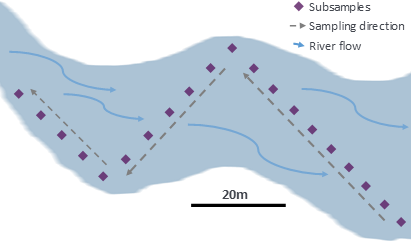 Subsamples
Sampling direction
River flow
20m